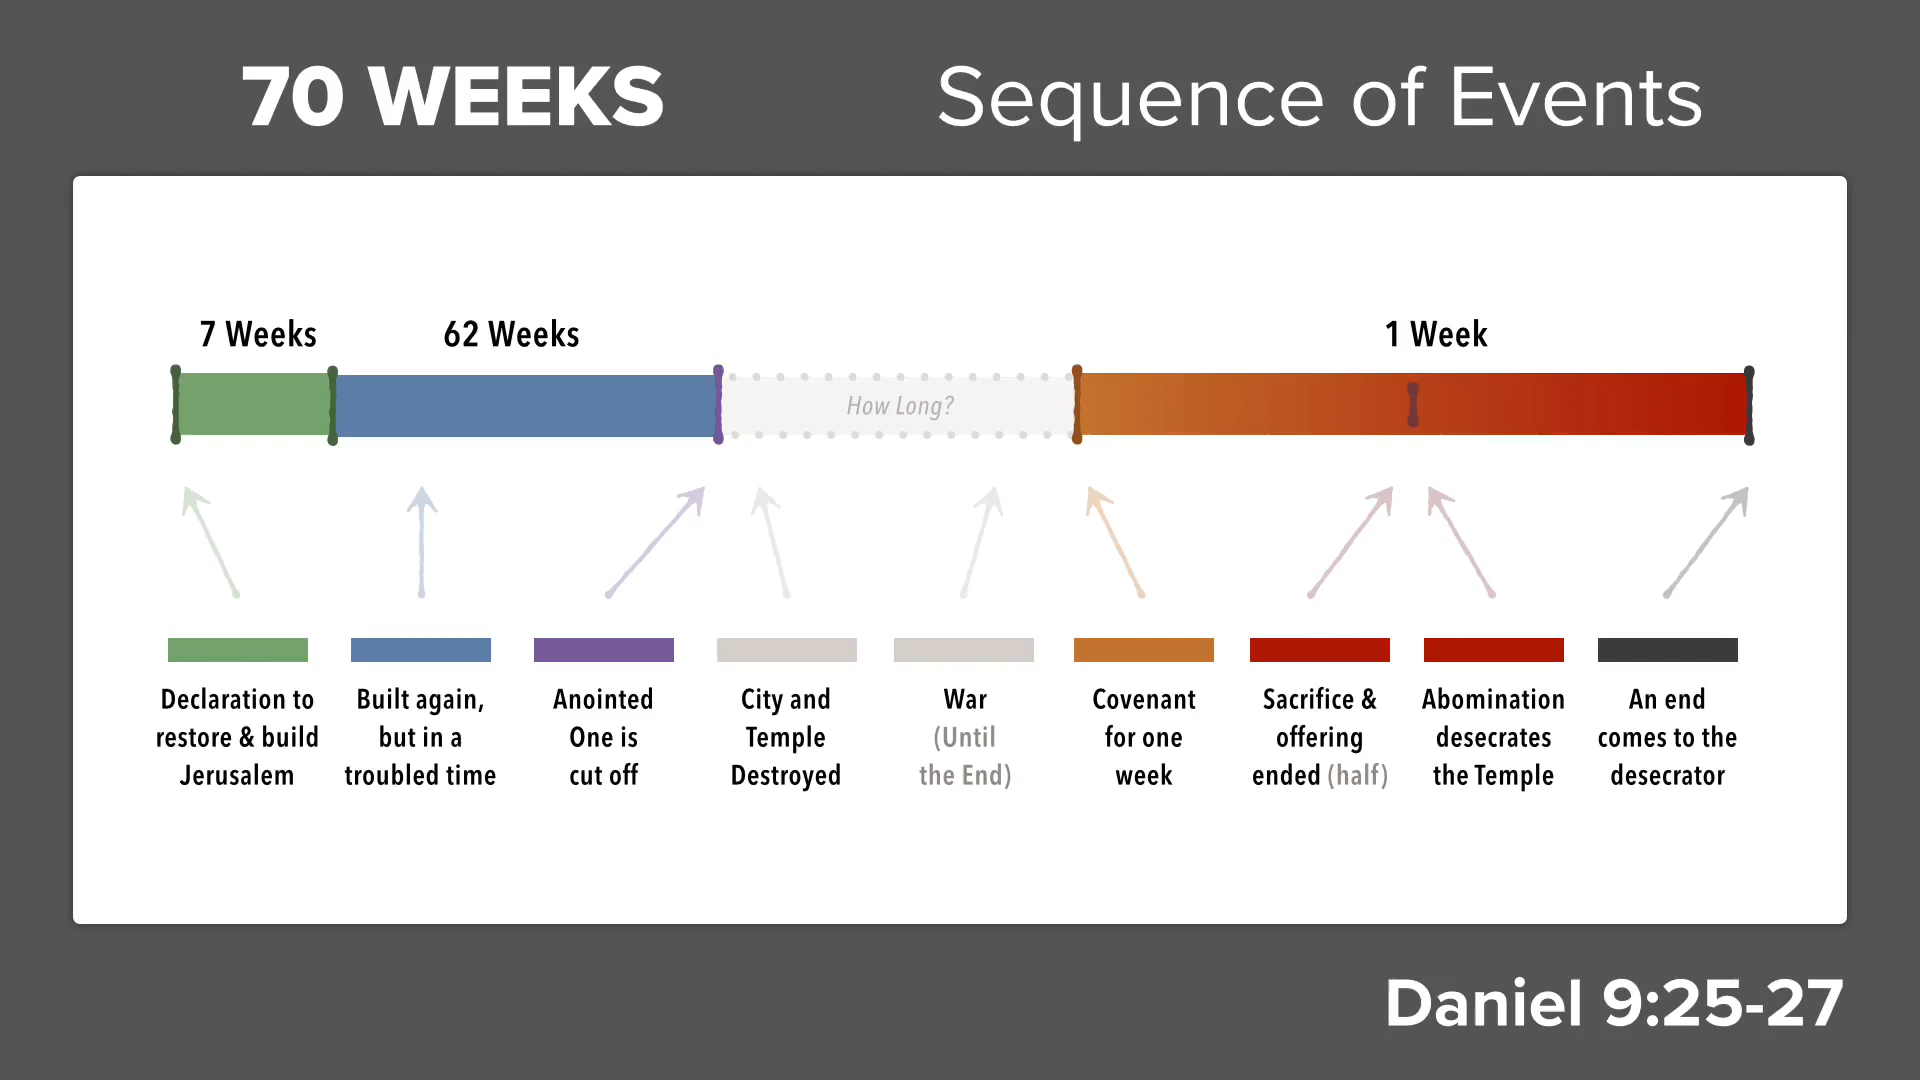 70 WEEKS
Sequence of Events
7 Weeks
62 Weeks
1 Week
How Long?
Declaration to
restore & build
Jerusalem
Built again,
but in a
troubled time
Anointed
One is
cut off
City and
Temple
Destroyed
War
(Until
the End)
Covenant
for one
week
Sacrifice &
offering
ended (half)
Abomination
desecrates
the Temple
An end
comes to the
desecrator
Daniel 9:25-27